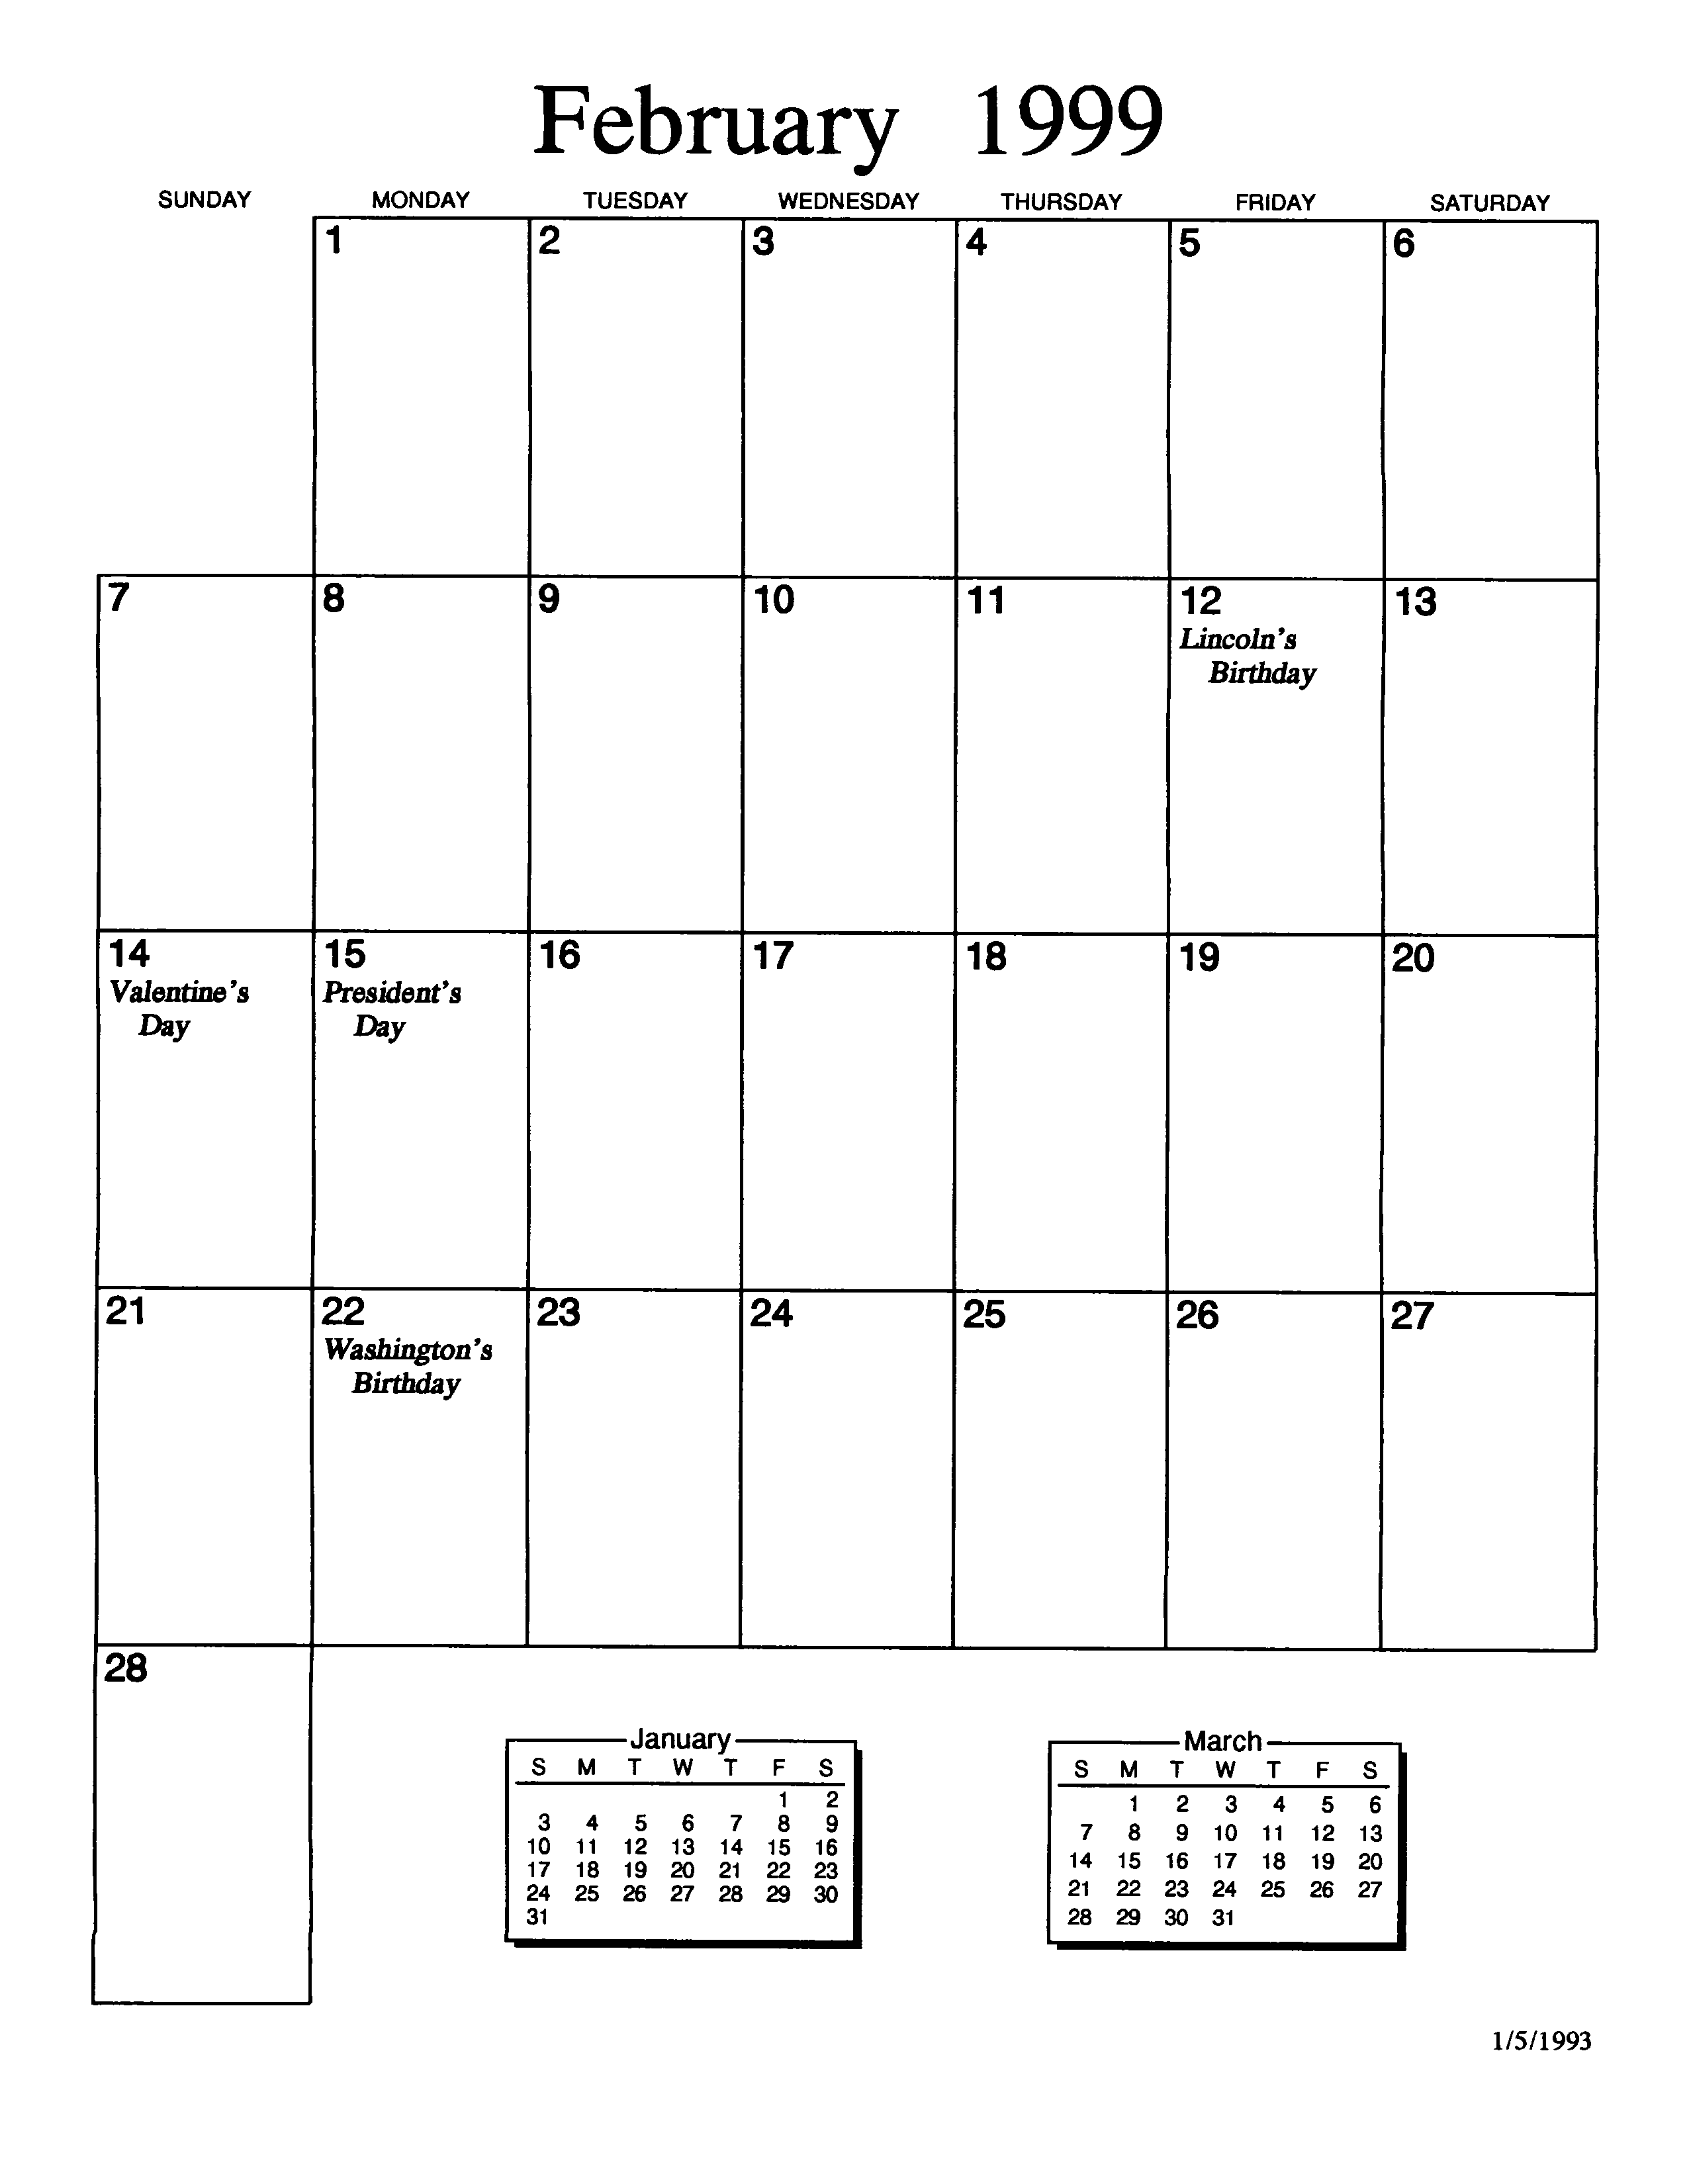 February 1999
SUNDAY MONDAY TUESDAY WEDNESDAY THURSDAY FRIDAY SATURDAY
1 2 3 4 5 6
7 8 9 10 11 12 13
Lincoln's
Birthday
14 15 16 17 18 19 20
Valentine's President's
Day Day
21 22 23 24 25 26 27
Washington's
Birthday
28
January
S M T W T F S
1 2
3 4 5 6 7 8 9
10 11 12 13 14 15 16
17 18 19 20 21 22 23
24 25 26 27 28 29 30
31
March
S M T W T F S
1 2 3 4 5 6
7 8 9 10 11 12 13
14 15 16 17 18 19 20
21 22 23 24 25 26 27
28 29 30 31
1/5/1993